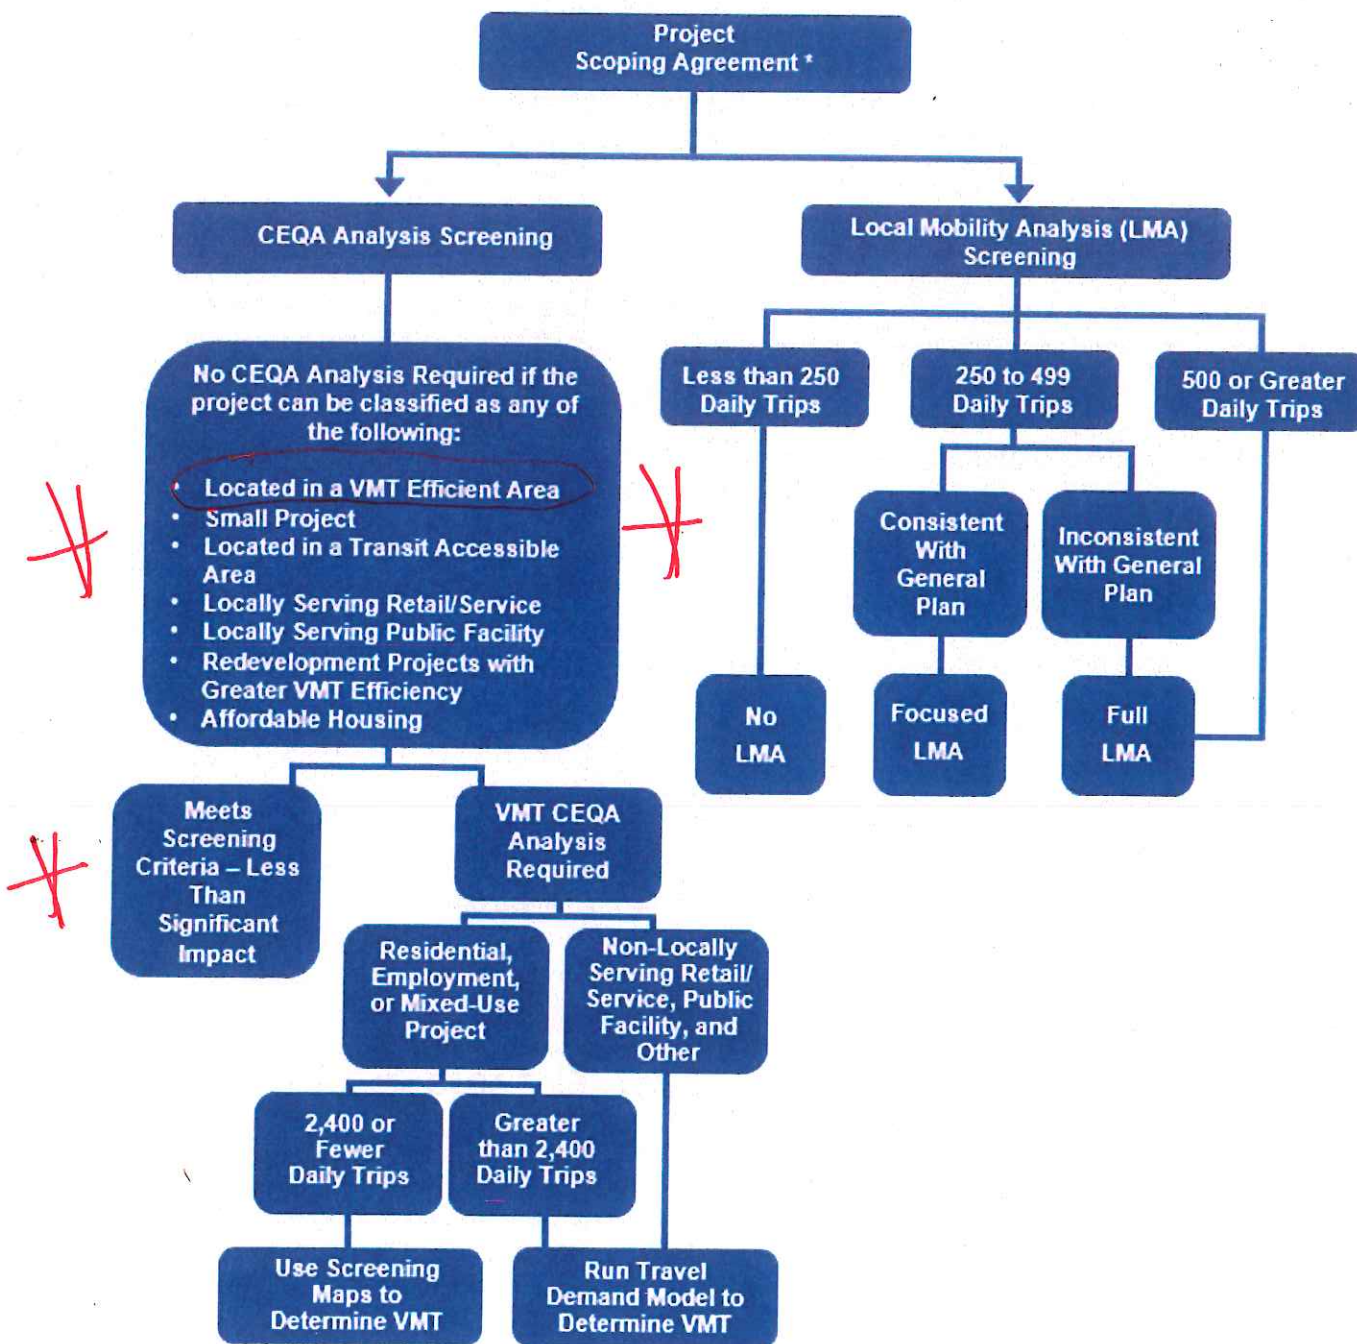 Project
Scoping Agreement *
CEQA Analysis Screening
Local Mobility Analysis (LMA)
Screening
No CEQA Analysis Required if the
project can be classified as any of
the following:
• Located in a VMT Efficient Area
• Small Project
• Located in a Transit Accessible
Area
• Locally Serving Retail/Service
• Locally Serving Public Facility
• Redevelopment Projects with
Greater VMT Efficiency
• Affordable Housing
Less than 250
Daily Trips
250 to 499
Daily Trips
500 or Greater
Daily Trips
Consistent
With
General
Plan
Inconsistent
With General
Plan
No
LMA
Focused
LMA
Full
LMA
Meets
Screening
Criteria – Less
Than
Significant
Impact
VMT CEQA
Analysis
Required
Residential,
Employment,
or Mixed-Use
Project
Non-Locally
Serving Retail/
Service, Public
Facility, and
Other
2,400 or
Fewer
Daily Trips
Greater
than 2,400
Daily Trips
Use Screening
Maps to
Determine VMT
Run Travel
Demand Model to
Determine VMT